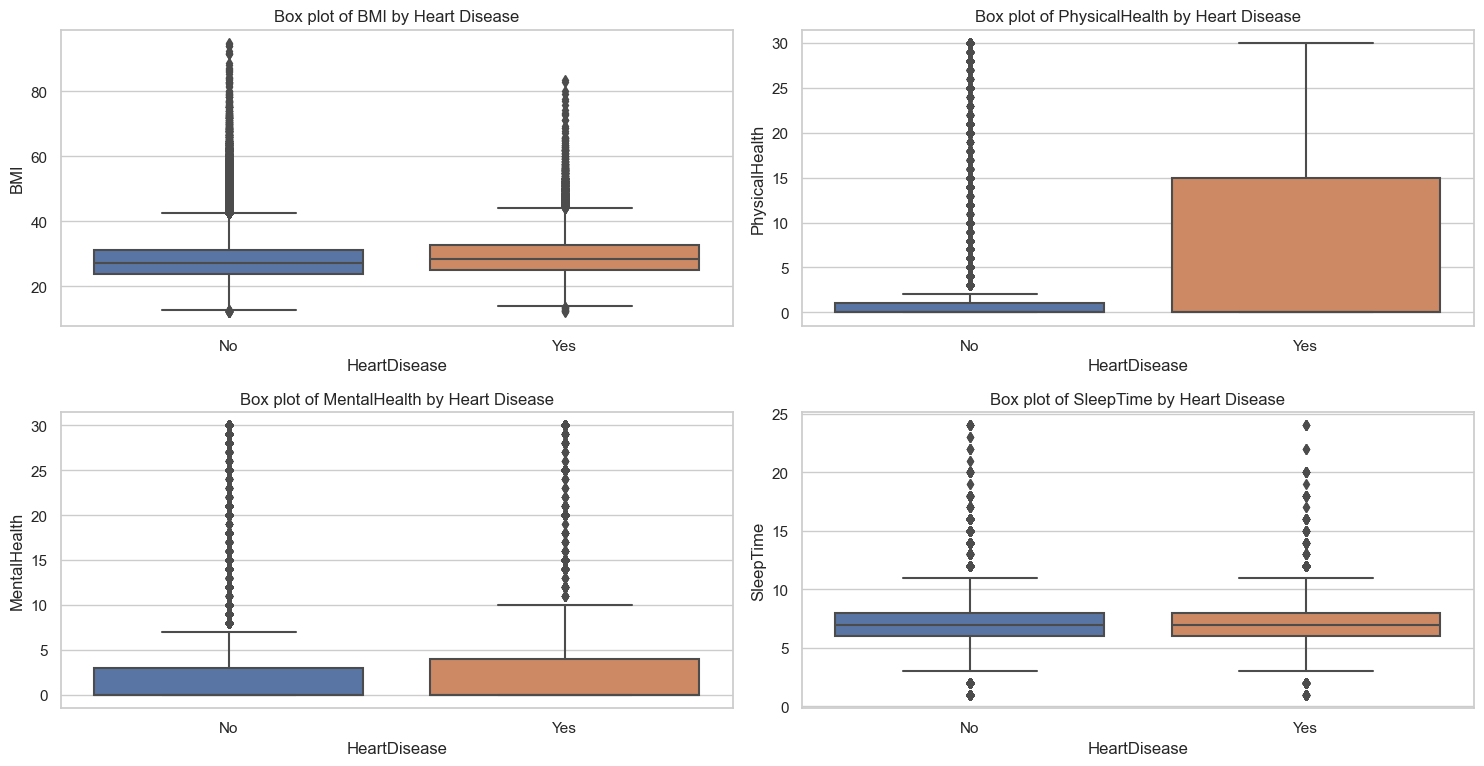 Box plot of BMI by Heart Disease
80
60
40
20
BMI
No
Yes
HeartDisease
Box plot of PhysicalHealth by Heart Disease
30
25
20
15
10
5
0
PhysicalHealth
No
Yes
HeartDisease
Box plot of MentalHealth by Heart Disease
30
25
20
15
10
5
0
MentalHealth
No
Yes
HeartDisease
Box plot of SleepTime by Heart Disease
25
20
15
10
5
0
SleepTime
No
Yes
HeartDisease